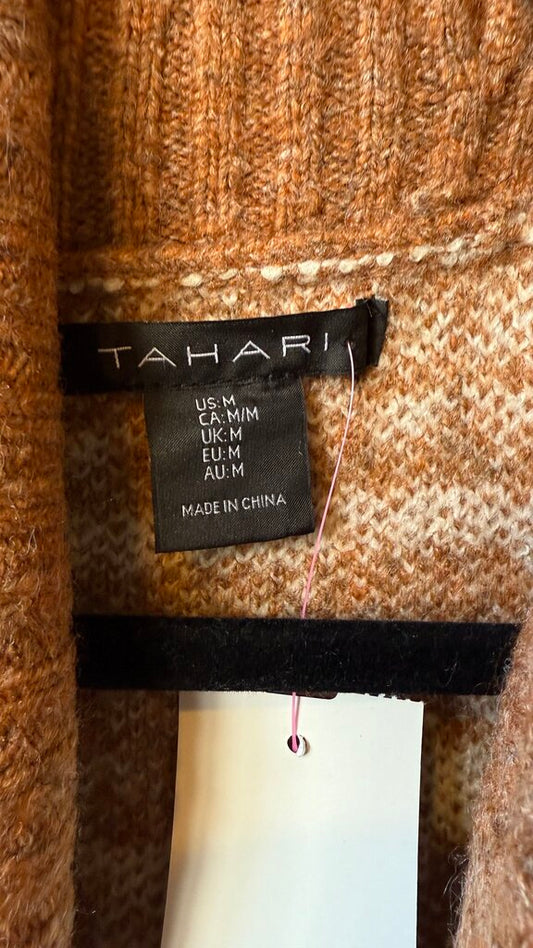 TAHARI
US: M
CA: M/M
UK: M
EU: M
AU: M
MADE IN CHINA